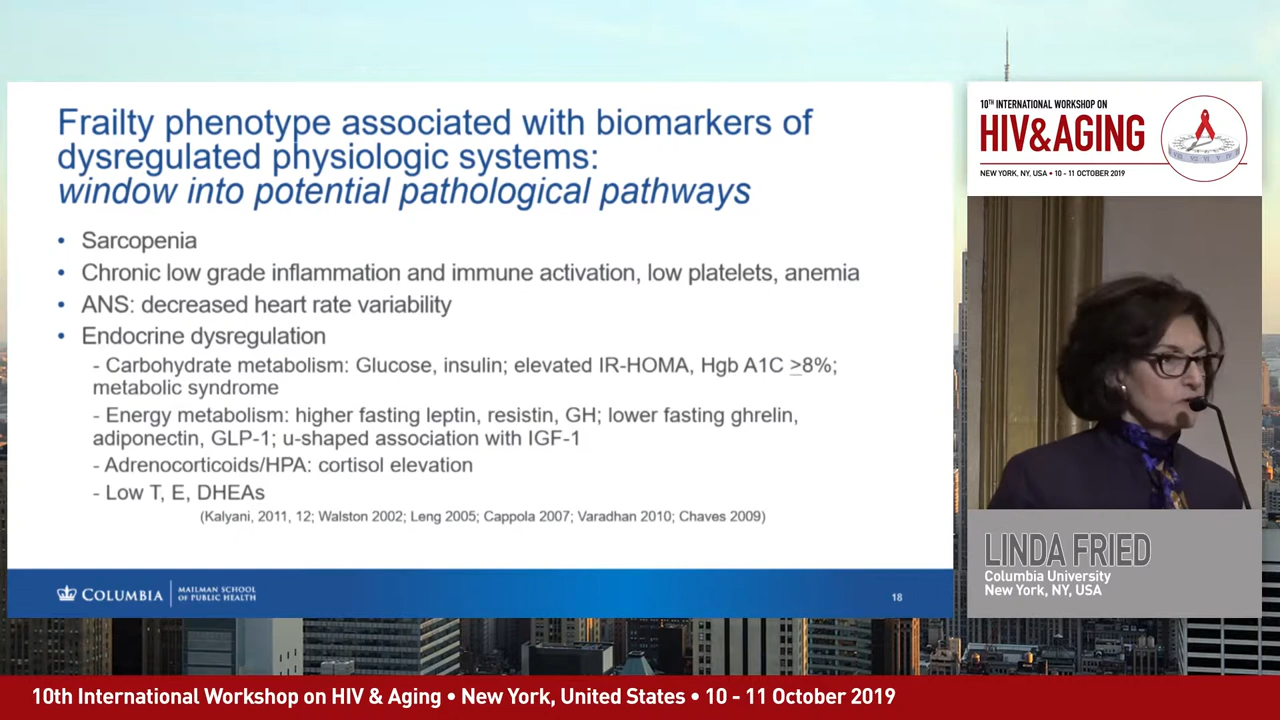 Frailty phenotype associated with biomarkers of
dysregulated physiologic systems:
window into potential pathological pathways
• Sarcopenia
• Chronic low grade inflammation and immune activation, low platelets, anemia
• ANS: decreased heart rate variability
• Endocrine dysregulation
- Carbohydrate metabolism: Glucose, insulin; elevated IR-HOMA, Hgb A1C ≥8%;
metabolic syndrome
- Energy metabolism: higher fasting leptin, resistin, GH; lower fasting ghrelin,
adiponectin, GLP-1; u-shaped association with IGF-1
- Adrenocorticoids/HPA: cortisol elevation
- Low T, E, DHEAs
(Kalyani, 2011, 12; Walston 2002; Leng 2005; Cappola 2007; Varadhan 2010; Chaves 2009)
COLUMBIA
MAILMAN SCHOOL
OF PUBLIC HEALTH
18
10TH INTERNATIONAL WORKSHOP ON
HIV&AGING
NEW YORK, NY, USA • 10 - 11 OCTOBER 2019
LINDA FRIED
Columbia University
New York, NY, USA
10th International Workshop on HIV & Aging • New York, United States • 10 - 11 October 2019